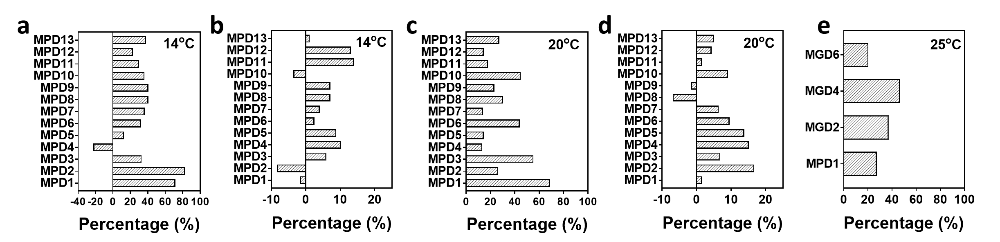 a
14°C
MPD13
MPD12
MPD11
MPD10
MPD9
MPD8
MPD7
MPD6
MPD5
MPD4
MPD3
MPD2
MPD1
-40 -20 0 20 40 60 80 100
Percentage (%)
b
14°C
MPD13
MPD12
MPD11
MPD10
MPD9
MPD8
MPD7
MPD6
MPD5
MPD4
MPD3
MPD2
MPD1
-10 0 10 20
Percentage (%)
c
20°C
MPD13
MPD12
MPD11
MPD10
MPD9
MPD8
MPD7
MPD6
MPD5
MPD4
MPD3
MPD2
MPD1
0 20 40 60 80 100
Percentage (%)
d
20°C
MPD13
MPD12
MPD11
MPD10
MPD9
MPD8
MPD7
MPD6
MPD5
MPD4
MPD3
MPD2
MPD1
-10 0 10 20
Percentage (%)
e
25°C
MGD6
MGD4
MGD2
MPD1
0 20 40 60 80 100
Percentage (%)